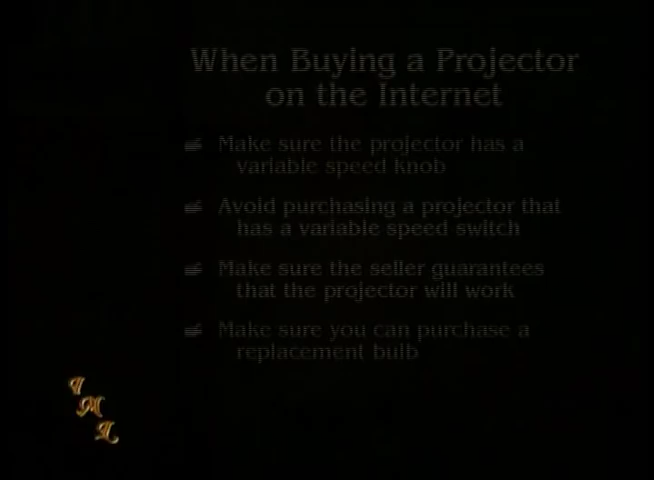 When Buying a Projector
on the Internet
Make sure the projector has a
variable speed knob
Avoid purchasing a projector that
has a variable speed switch
Make sure the seller guarantees
that the projector will work
Make sure you can purchase a
replacement bulb